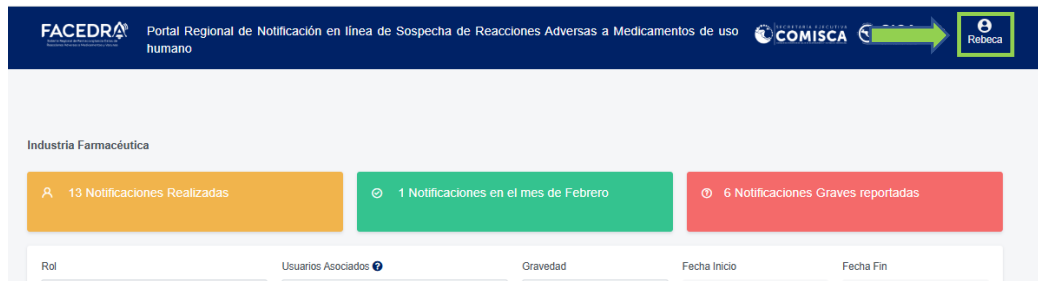 FACEDRA
Portal Regional de Notificación en línea de Sospecha de Reacciones Adversas a Medicamentos de uso
humano
SECRETARÍA EJECUTIVA
COMISCA
Rebeca
Industria Farmacéutica
13 Notificaciones Realizadas
1 Notificaciones en el mes de Febrero
6 Notificaciones Graves reportadas
Rol
Usuarios Asociados
Gravedad
Fecha Inicio
Fecha Fin